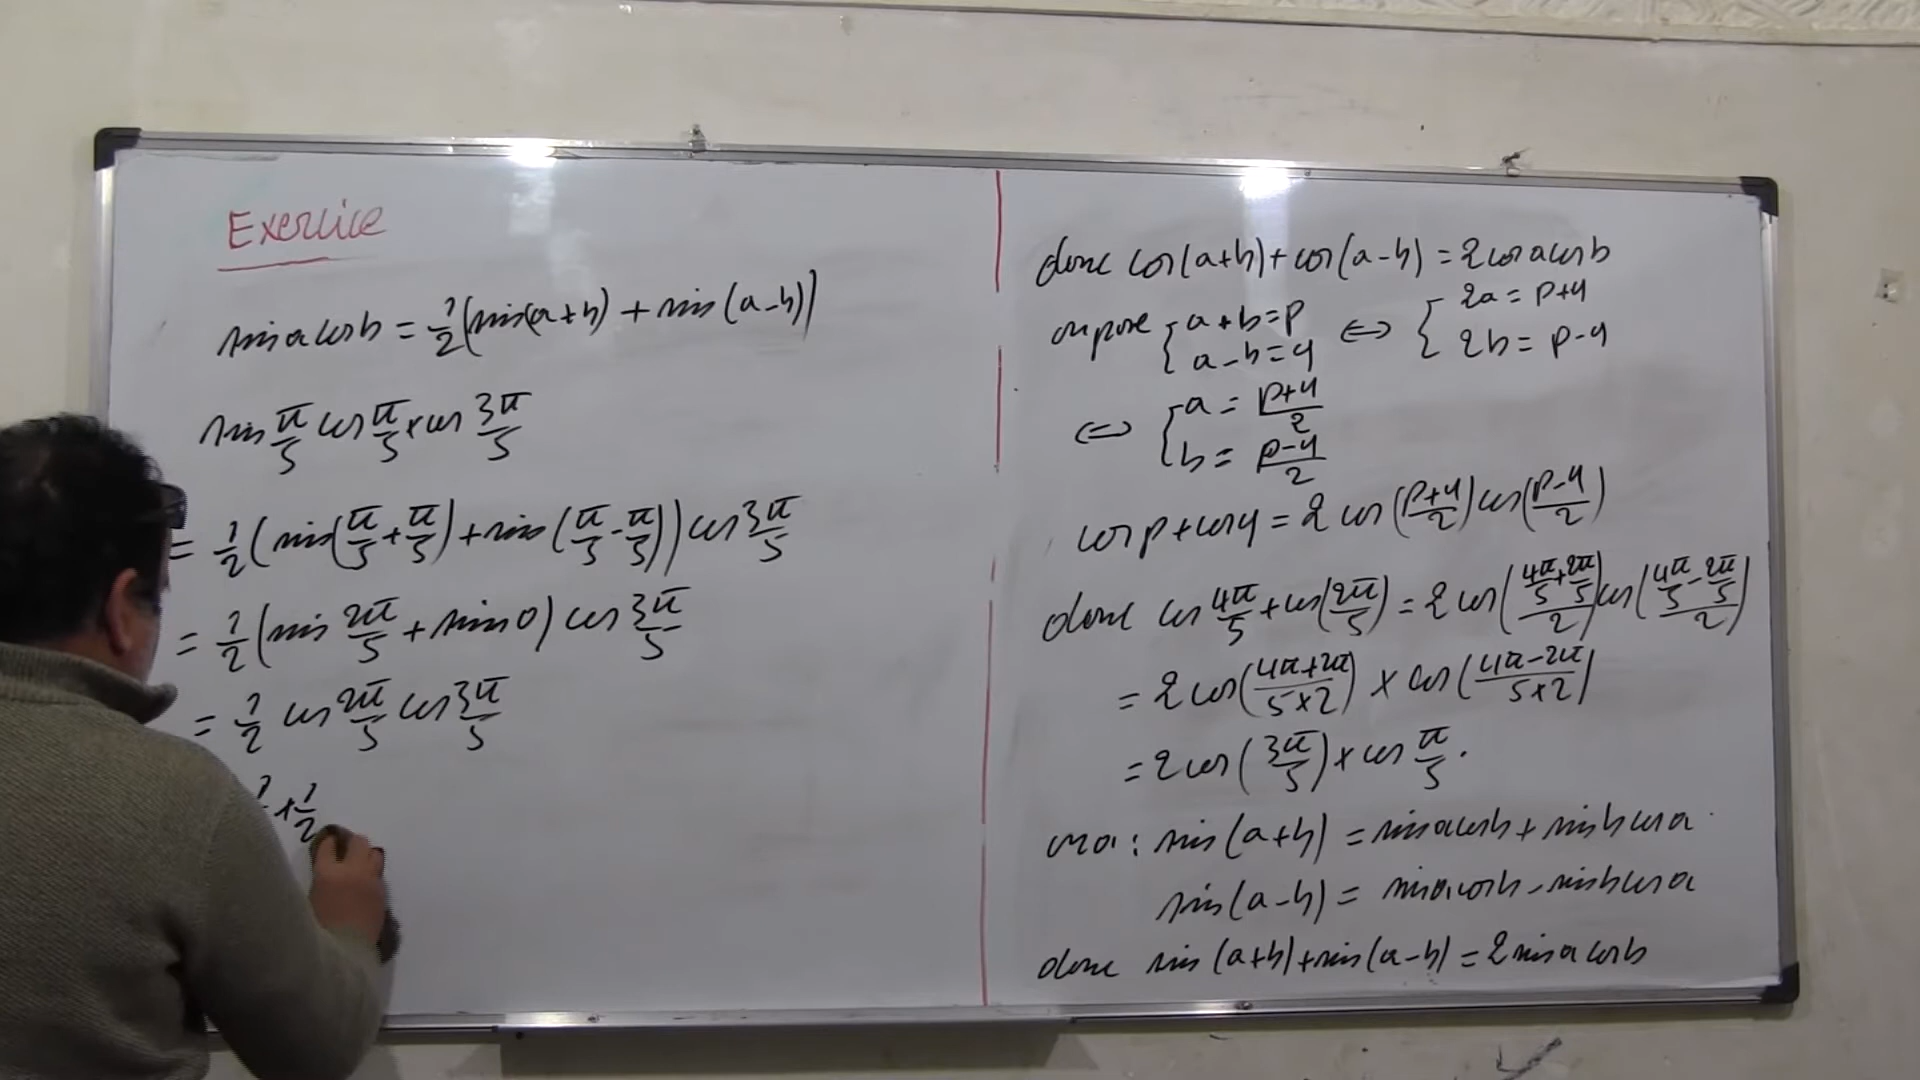 Exercice
sin a cos b = 1/2 (sin(a+b) + sin(a-b))
sin π/5 cos π/5 × cos 3π/5
= 1/2 (sin(π/5 + π/5) + sin(π/5 - π/5)) cos 3π/5
= 1/2 (sin 2π/5 + sin 0) cos 3π/5
= 1/2 cos 2π/5 cos 3π/5
× 1/2
donc cos(a+b) + cos(a-b) = 2 cos a cos b
{ a+b = p ⇔ { 2a = p+q
{ a-b = q { 2b = p-q
⇔ { a = (p+q)/2
{ b = (p-q)/2
cos p + cos q = 2 cos((p+q)/2) cos((p-q)/2)
donc cos 4π/5 + cos(2π/5) = 2 cos((4π/5 + 2π/5)/2) cos((4π/5 - 2π/5)/2)
= 2 cos((4π+2π)/(5×2)) × cos((4π-2π)/(5×2))
= 2 cos(3π/5) × cos π/5 .
on a : sin(a+b) = sin a cos b + sin b cos a .
sin(a-b) = sin a cos b - sin b cos a
donc sin(a+b) + sin(a-b) = 2 sin a cos b